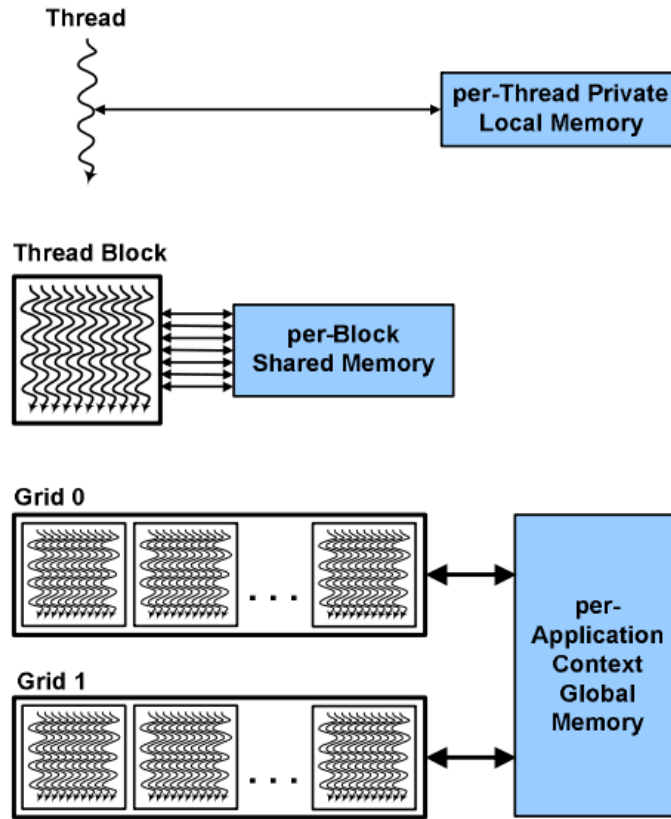 Thread
per-Thread Private
Local Memory
Thread Block
per-Block
Shared Memory
Grid 0
. . .
Grid 1
. . .
per-
Application
Context
Global
Memory